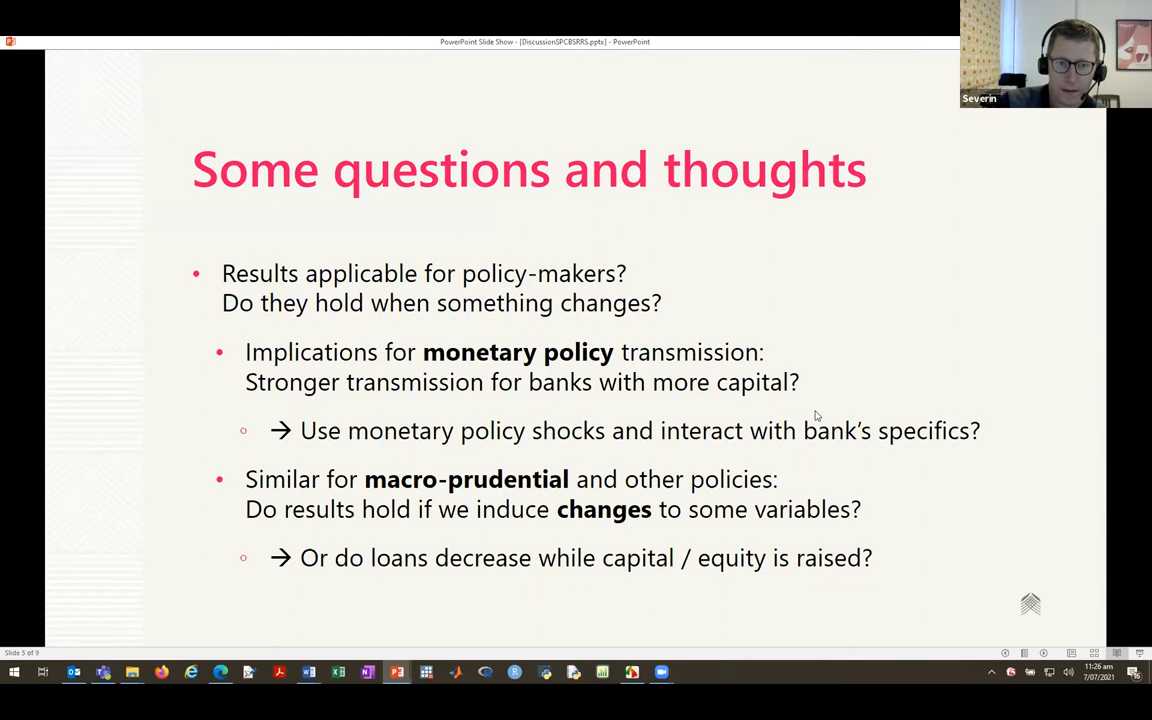 PowerPoint Slide Show - [DiscussionSPCBSRRS.pptx] - PowerPoint
Severin
Some questions and thoughts
• Results applicable for policy-makers?
Do they hold when something changes?
• Implications for monetary policy transmission:
Stronger transmission for banks with more capital?
○ → Use monetary policy shocks and interact with bank's specifics?
• Similar for macro-prudential and other policies:
Do results hold if we induce changes to some variables?
○ → Or do loans decrease while capital / equity is raised?
Slide 5 of 9
11:26 am
7/07/2021